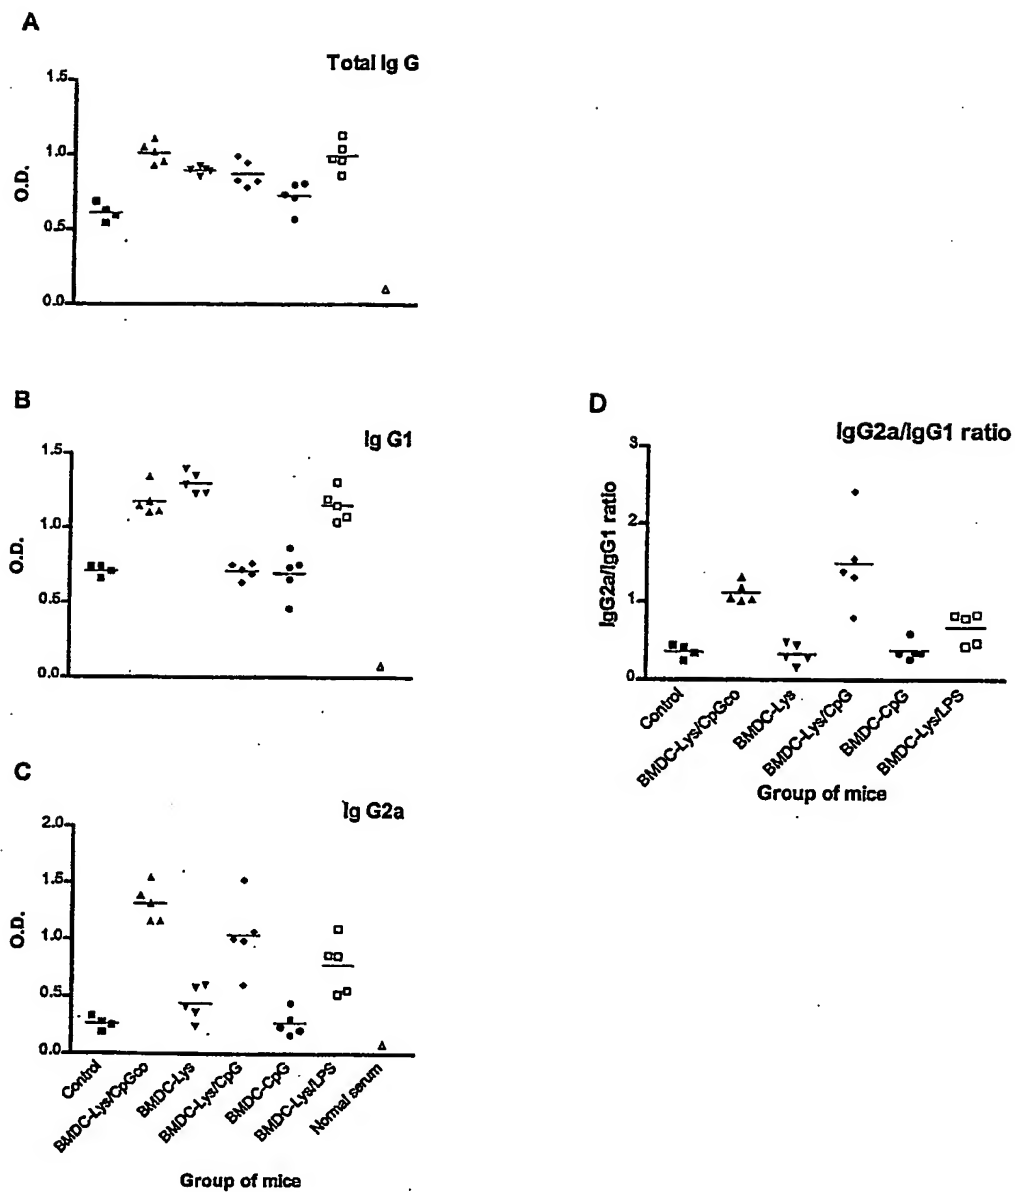 A
Total Ig G
1.5
1.0
0.5
0.0
O.D.
B
Ig G1
1.5
1.0
0.5
0.0
O.D.
C
Ig G2a
2.0
1.5
1.0
0.5
0.0
O.D.
Control
BMDC-Lys/CpGco
BMDC-Lys
BMDC-Lys/CpG
BMDC-CpG
BMDC-Lys/LPS
Normal serum
Group of mice
D
IgG2a/IgG1 ratio
3
2
1
0
IgG2a/IgG1 ratio
Control
BMDC-Lys/CpGco
BMDC-Lys
BMDC-Lys/CpG
BMDC-CpG
BMDC-Lys/LPS
Group of mice